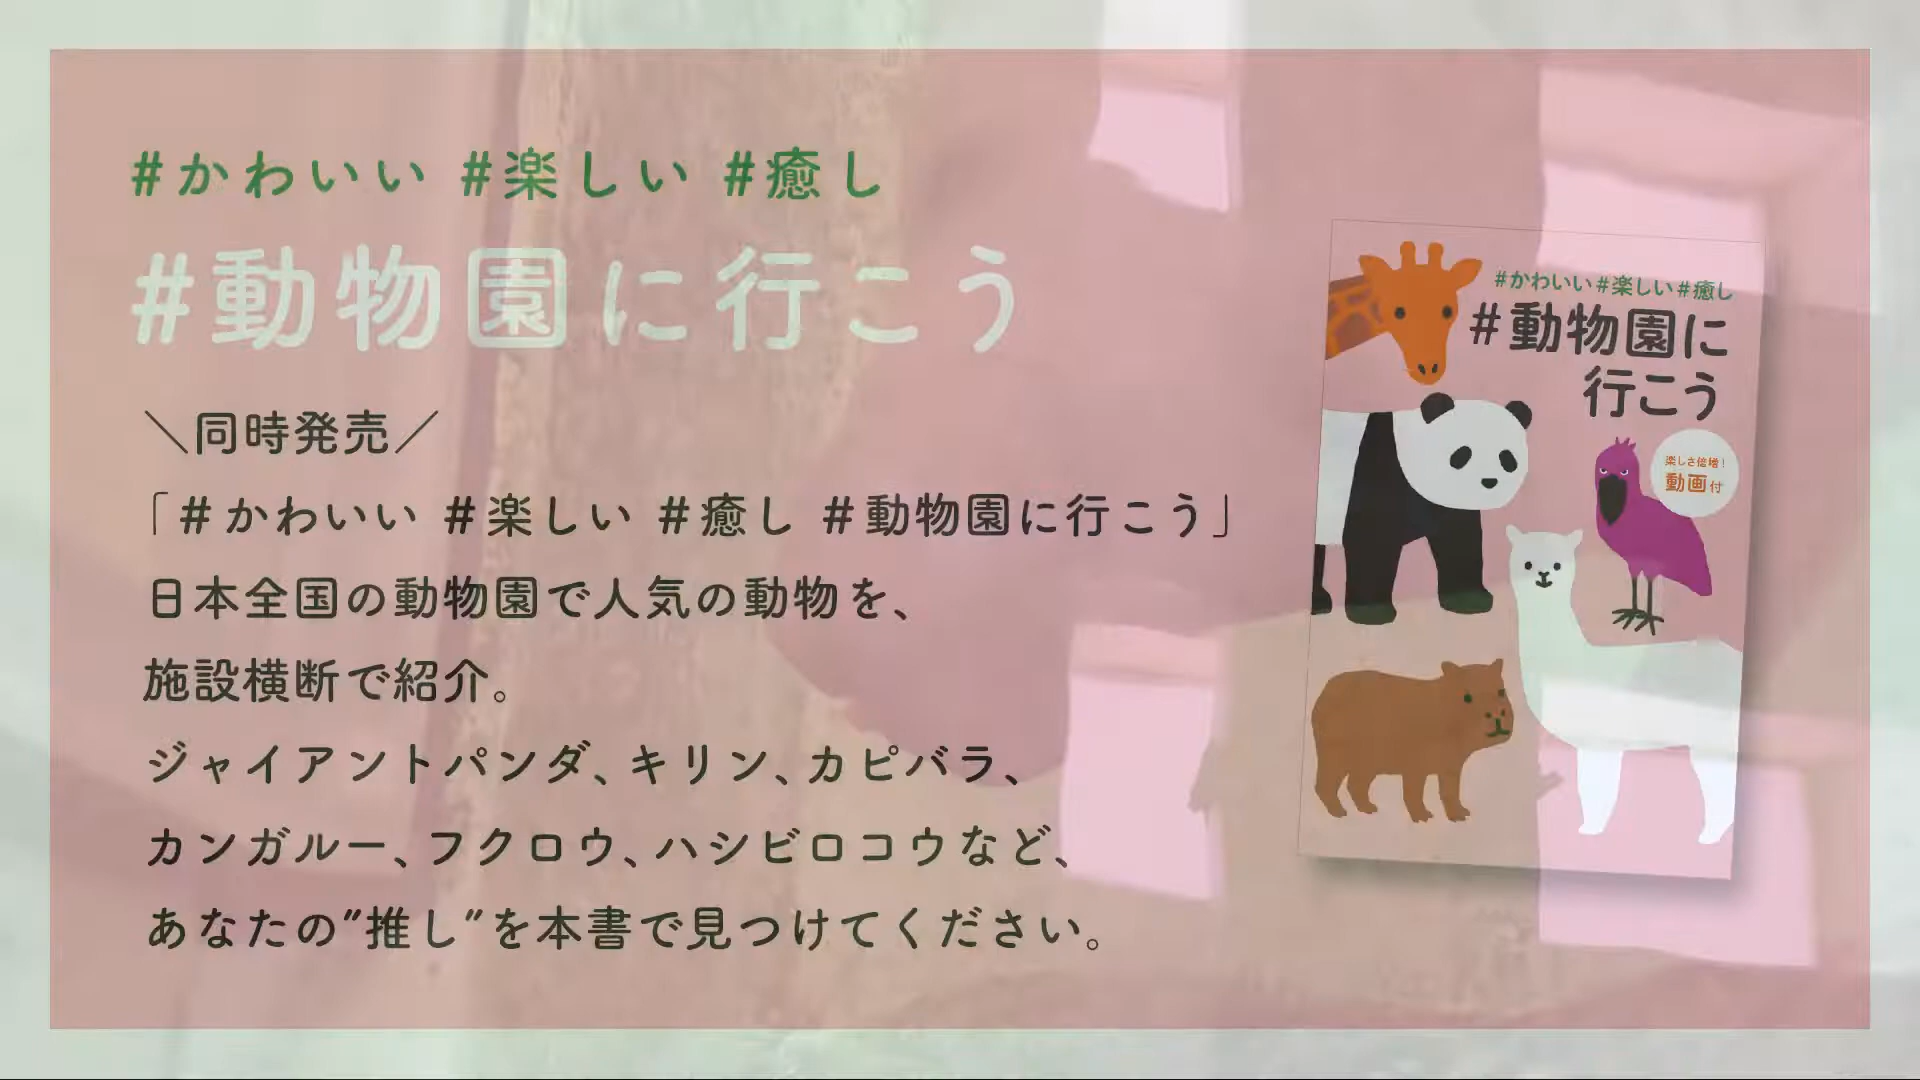 #かわいい #楽しい #癒し
#動物園に行こう
＼同時発売／
「#かわいい #楽しい #癒し #動物園に行こう」
日本全国の動物園で人気の動物を、
施設横断で紹介。
ジャイアントパンダ、キリン、カピバラ、
カンガルー、フクロウ、ハシビロコウなど、
あなたの"推し"を本書で見つけてください。
#かわいい#楽しい#癒し
#動物園に
行こう
楽しさ倍増!
動画付